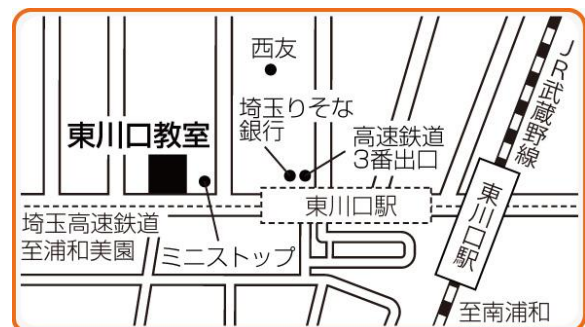 西友
埼玉りそな
銀行
高速鉄道
3番出口
東川口教室
JR武蔵野線
東川口駅
東川口駅
埼玉高速鉄道
至浦和美園
ミニストップ
至南浦和